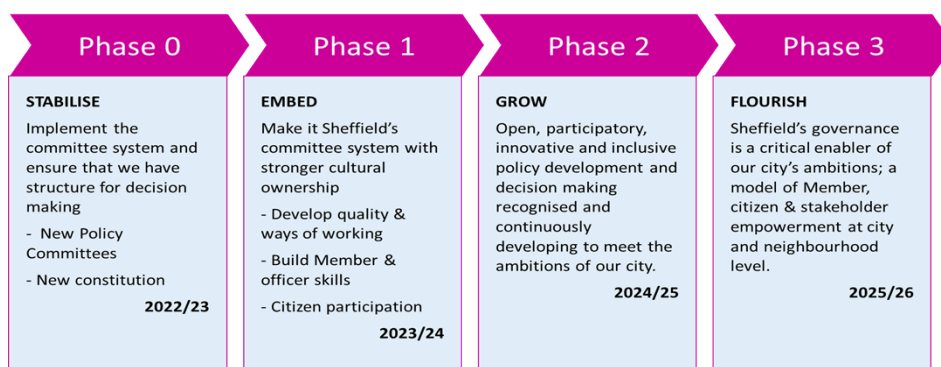 Phase 0
STABILISE
Implement the
committee system and
ensure that we have
structure for decision
making
- New Policy
Committees
- New constitution
2022/23
Phase 1
EMBED
Make it Sheffield's
committee system with
stronger cultural
ownership
- Develop quality &
ways of working
- Build Member &
officer skills
- Citizen participation
2023/24
Phase 2
GROW
Open, participatory,
innovative and inclusive
policy development and
decision making
recognised and
continuously
developing to meet the
ambitions of our city.
2024/25
Phase 3
FLOURISH
Sheffield's governance
is a critical enabler of
our city's ambitions; a
model of Member,
citizen & stakeholder
empowerment at city
and neighbourhood
level.
2025/26